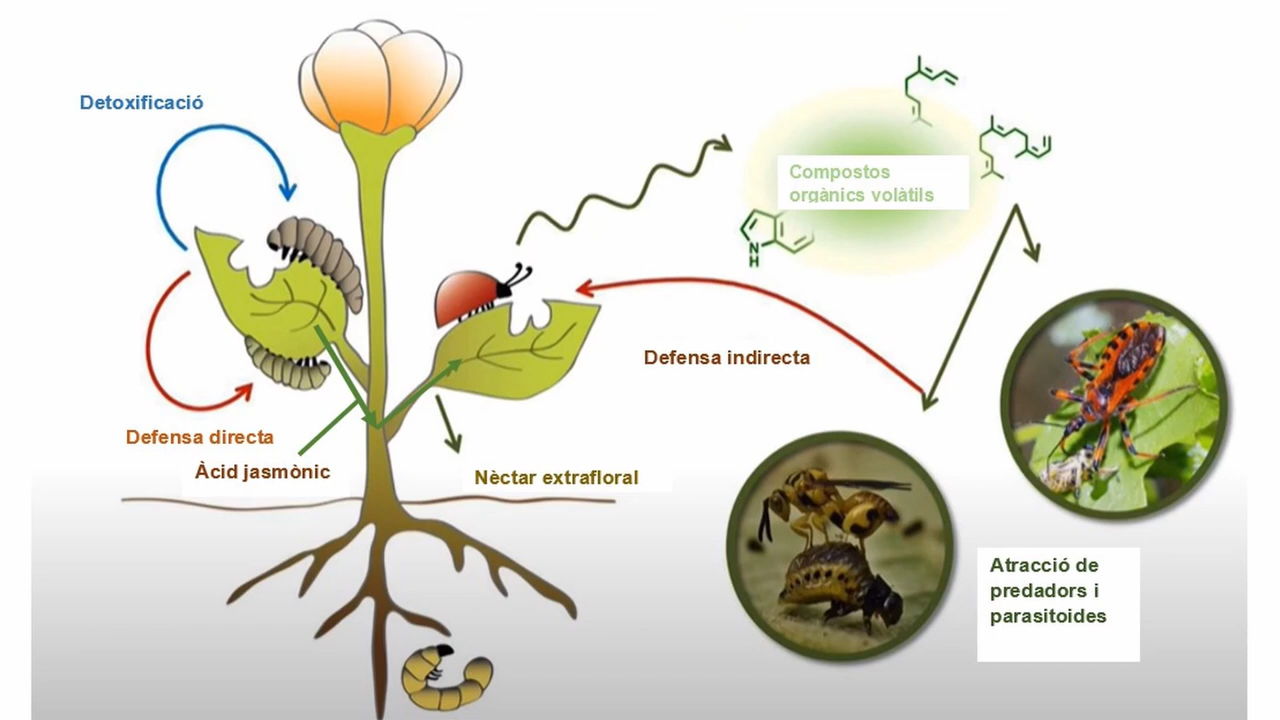 Detoxificació
Compostos
orgànics volàtils
N
H
Defensa indirecta
Defensa directa
Àcid jasmònic
Nèctar extrafloral
Atracció de
predadors i
parasitoides